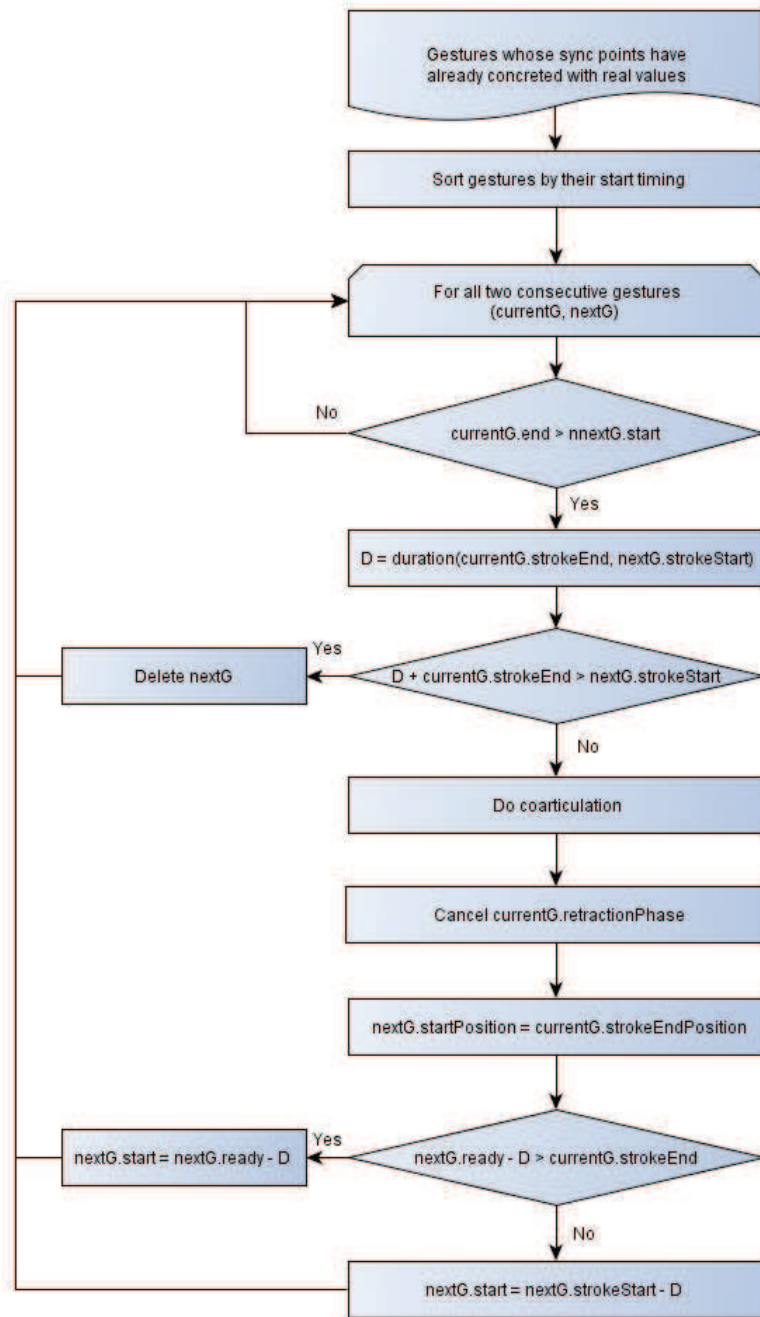 Gestures whose sync points have
already concreted with real values
Sort gestures by their start timing
For all two consecutive gestures
(currentG, nextG)
No
currentG.end > nnextG.start
Yes
D = duration(currentG.strokeEnd, nextG.strokeStart)
Yes
Delete nextG
D + currentG.strokeEnd > nextG.strokeStart
No
Do coarticulation
Cancel currentG.retractionPhase
nextG.startPosition = currentG.strokeEndPosition
Yes
nextG.start = nextG.ready - D
nextG.ready - D > currentG.strokeEnd
No
nextG.start = nextG.strokeStart - D